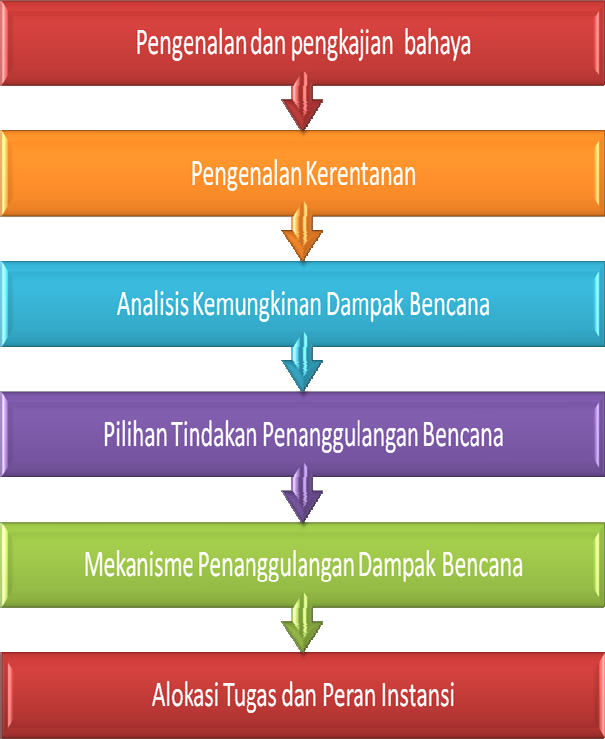 Pengenalan dan pengkajian bahaya
Pengenalan Kerentanan
Analisis Kemungkinan Dampak Bencana
Pilihan Tindakan Penanggulangan Bencana
Mekanisme Penanggulangan Dampak Bencana
Alokasi Tugas dan Peran Instansi